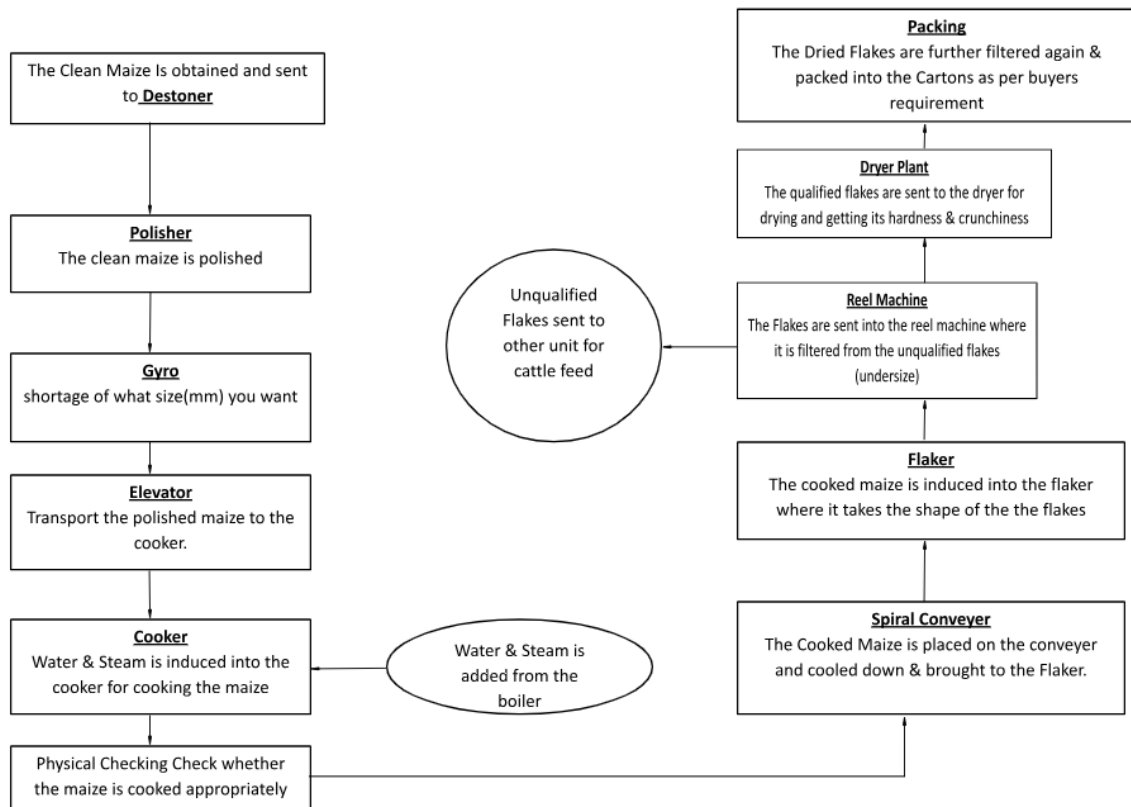 The Clean Maize Is obtained and sent
to Destoner
Polisher
The clean maize is polished
Gyro
shortage of what size(mm) you want
Elevator
Transport the polished maize to the
cooker.
Cooker
Water & Steam is induced into the
cooker for cooking the maize
Water & Steam is
added from the
boiler
Physical Checking Check whether
the maize is cooked appropriately
Spiral Conveyer
The Cooked Maize is placed on the conveyer
and cooled down & brought to the Flaker.
Flaker
The cooked maize is induced into the flaker
where it takes the shape of the the flakes
Reel Machine
The Flakes are sent into the reel machine where
it is filtered from the unqualified flakes
(undersize)
Unqualified
Flakes sent to
other unit for
cattle feed
Dryer Plant
The qualified flakes are sent to the dryer for
drying and getting its hardness & crunchiness
Packing
The Dried Flakes are further filtered again &
packed into the Cartons as per buyers
requirement